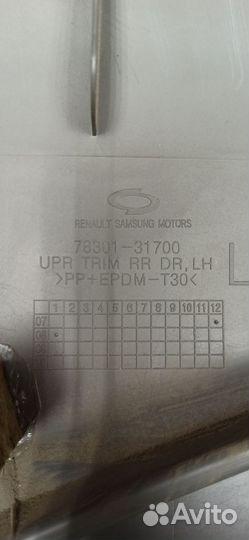 RENAULT SAMSUNG MOTORS
78301-31700
UPR TRIM RR DR, LH
>PP+EPDM-T30<
1 2 3 4 5 6 7 8 9 10 11 12
07
L
Avito